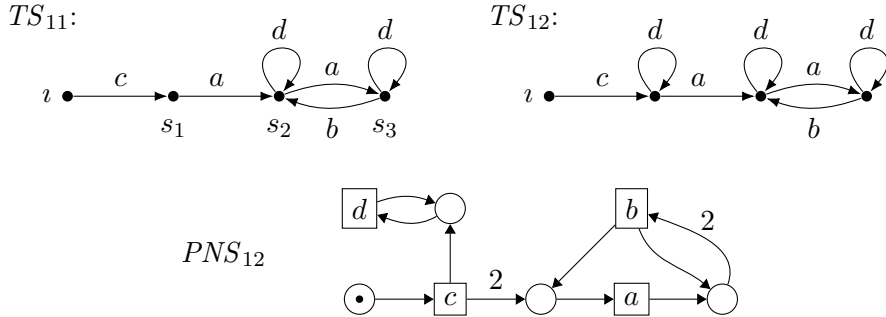 TS₁₁: TS₁₂:
d d d d d
c a a c a a
ı ı
s₁ s₂ b s₃ b
d b
2
PNS₁₂
2
c a